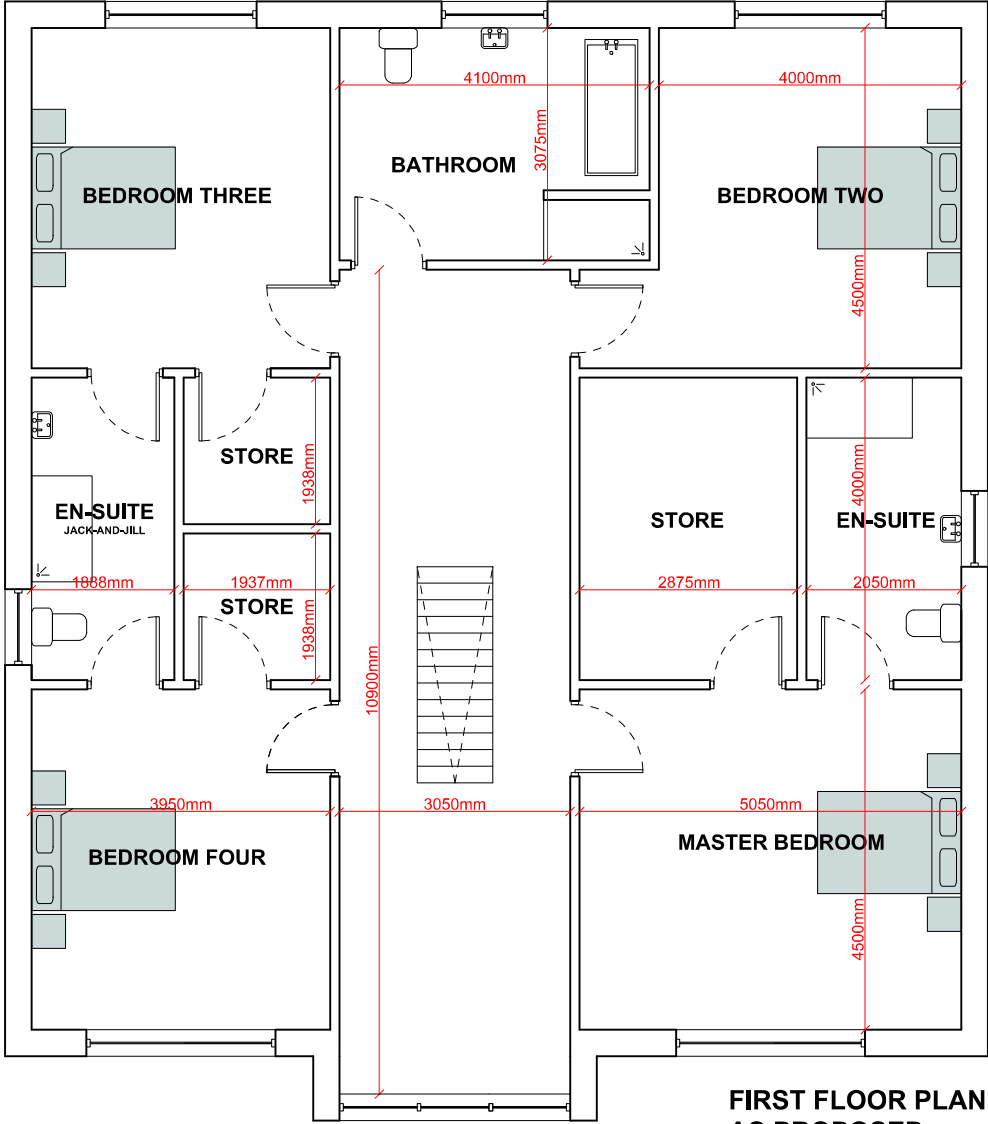 4100mm
4000mm
3075mm
BATHROOM
BEDROOM THREE
BEDROOM TWO
4500mm
STORE
1938mm
4000mm
EN-SUITE
JACK-AND-JILL
STORE
EN-SUITE
1888mm
1937mm
2875mm
2050mm
STORE
1938mm
10900mm
3950mm
3050mm
5050mm
BEDROOM FOUR
MASTER BEDROOM
4500mm
FIRST FLOOR PLAN
AS PROPOSED